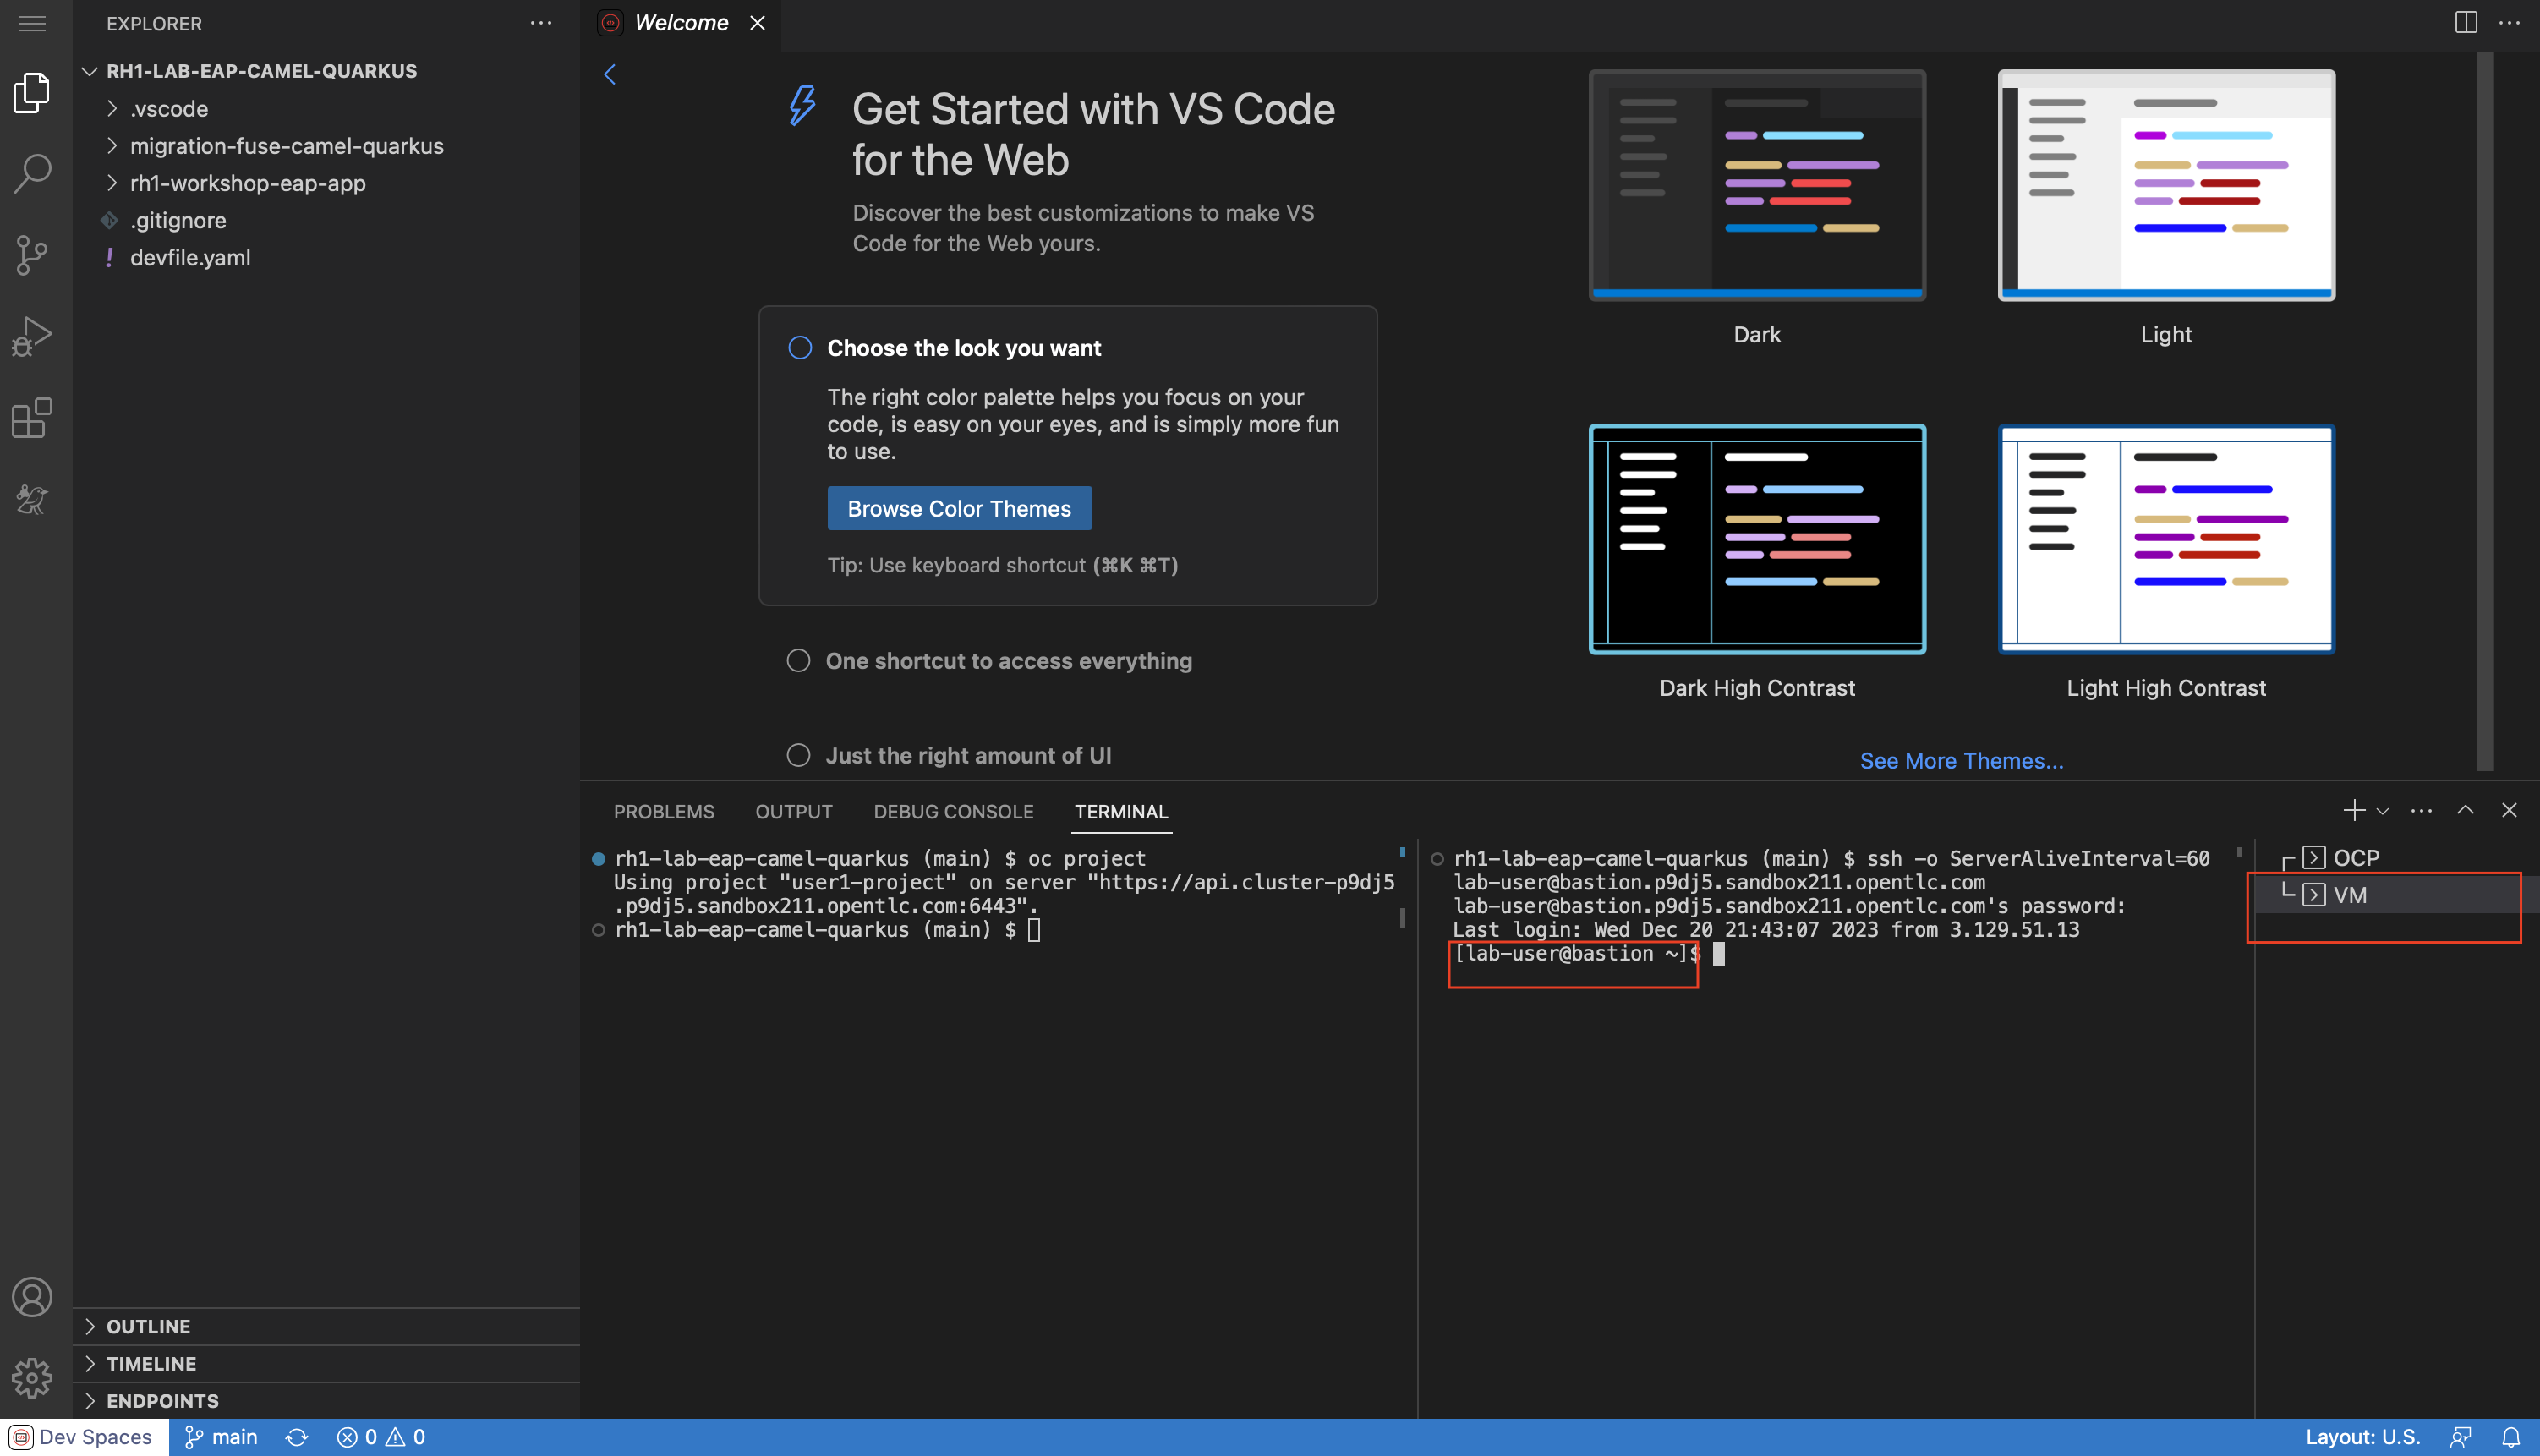 EXPLORER
RH1-LAB-EAP-CAMEL-QUARKUS
.vscode
migration-fuse-camel-quarkus
rh1-workshop-eap-app
.gitignore
! devfile.yaml
OUTLINE
TIMELINE
ENDPOINTS
Welcome
Get Started with VS Code
for the Web
Discover the best customizations to make VS
Code for the Web yours.
Choose the look you want
The right color palette helps you focus on your
code, is easy on your eyes, and is simply more fun
to use.
Browse Color Themes
Tip: Use keyboard shortcut (⌘K ⌘T)
One shortcut to access everything
Just the right amount of UI
Dark
Light
Dark High Contrast
Light High Contrast
See More Themes...
PROBLEMS
OUTPUT
DEBUG CONSOLE
TERMINAL
rh1-lab-eap-camel-quarkus (main) $ oc project
Using project "user1-project" on server "https://api.cluster-p9dj5
.p9dj5.sandbox211.opentlc.com:6443".
rh1-lab-eap-camel-quarkus (main) $
rh1-lab-eap-camel-quarkus (main) $ ssh -o ServerAliveInterval=60
lab-user@bastion.p9dj5.sandbox211.opentlc.com
lab-user@bastion.p9dj5.sandbox211.opentlc.com's password:
Last login: Wed Dec 20 21:43:07 2023 from 3.129.51.13
[lab-user@bastion ~]$
OCP
VM
Dev Spaces
main
0
0
Layout: U.S.